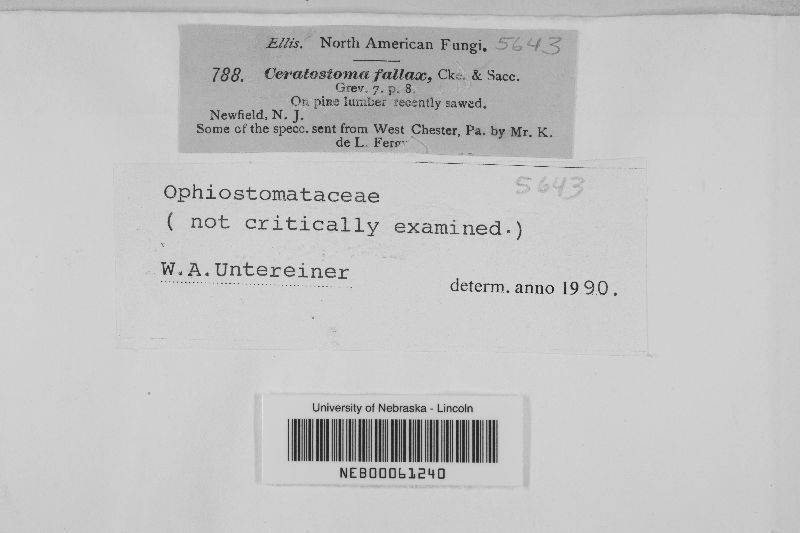 Ellis. North American Fungi. 5643
788. Ceratostoma fallax, Cke. & Sacc.
Grev. 7. p. 8.
On pine lumber recently sawed.
Newfield, N. J.
Some of the specc. sent from West Chester, Pa. by Mr. K.
de L.
5643
Ophiostomataceae
( not critically examined.)
W.A.Untereiner
determ. anno 1990.
University of Nebraska - Lincoln
NEB00061240